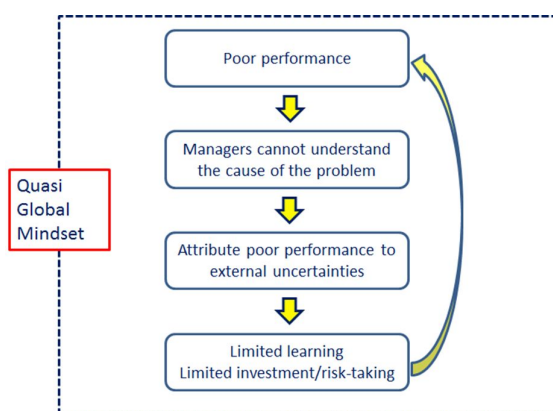 Poor performance
Managers cannot understand
the cause of the problem
Quasi
Global
Mindset
Attribute poor performance to
external uncertainties
Limited learning
Limited investment/risk-taking